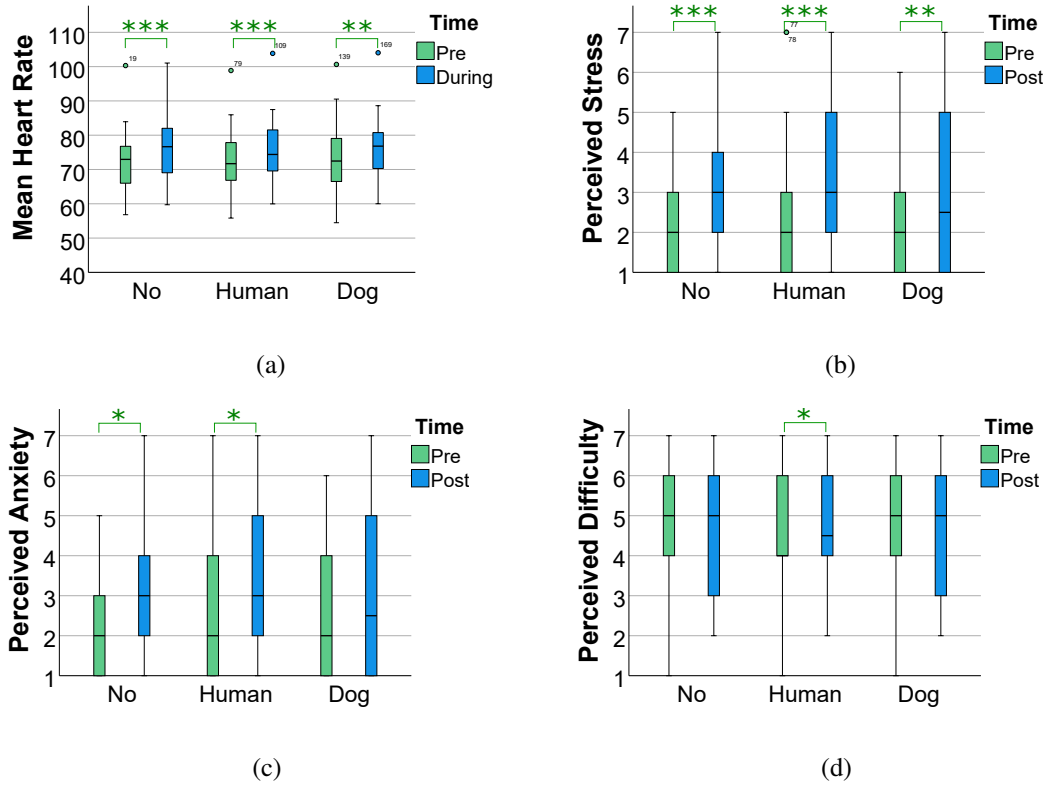 *** *** ** Time
Pre
During
Mean Heart Rate
110
100
90
80
70
60
50
40
19
79
109
139
169
No Human Dog
(a)
*** *** ** Time
Pre
Post
Perceived Stress
7
6
5
4
3
2
1
77
78
No Human Dog
(b)
* * Time
Pre
Post
Perceived Anxiety
7
6
5
4
3
2
1
No Human Dog
(c)
* Time
Pre
Post
Perceived Difficulty
7
6
5
4
3
2
1
No Human Dog
(d)